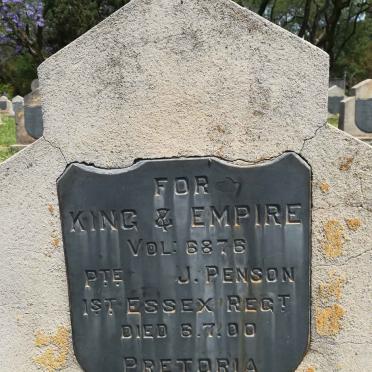 FOR
KING & EMPIRE
VOL: 6876
PTE J. PENSON
1ST ESSEX REGT
DIED 6.7.00
PRETORIA